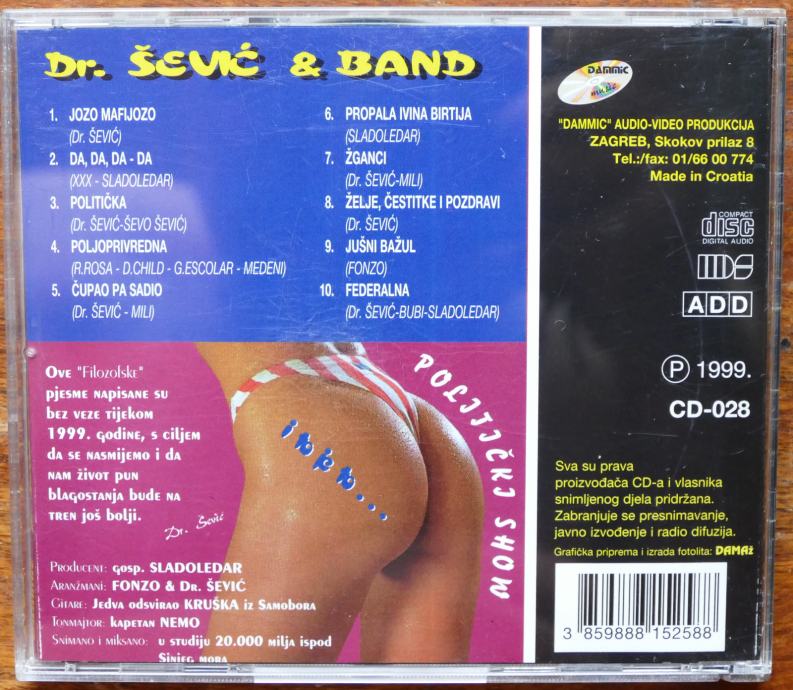 Dr. ŠEVIĆ & BAND
1. JOZO MAFIJOZO
(Dr. ŠEVIĆ)
2. DA, DA, DA - DA
(XXX - SLADOLEDAR)
3. POLITIČKA
(Dr. ŠEVIĆ-ŠEVO ŠEVIĆ)
4. POLJOPRIVREDNA
(R.ROSA - D.CHILD - G.ESCOLAR - MEDENI)
5. ČUPAO PA SADIO
(Dr. ŠEVIĆ - MILI)
6. PROPALA IVINA BIRTIJA
(SLADOLEDAR)
7. ŽGANCI
(Dr. ŠEVIĆ-MILI)
8. ŽELJE, ČESTITKE I POZDRAVI
(Dr. ŠEVIĆ)
9. JUŠNI BAŽUL
(FONZO)
10. FEDERALNA
(Dr. ŠEVIĆ-BUBI-SLADOLEDAR)
Ove "Filozofske"
pjesme napisane su
bez veze tijekom
1999. godine, s ciljem
da se nasmijemo i da
nam život pun
blagostanja bude na
tren još bolji.
Dr. Šević
Producent: gosp. SLADOLEDAR
Aranžmani: FONZO & Dr. ŠEVIĆ
Gitare: Jedva odsvirao KRUŠKA iz Samobora
Tonmajtor: kapetan NEMO
Snimano i miksano: u studiju 20.000 milja ispod
Sinjeg mora
itd...
POLITIČKI SHOW
DAMMIC
music
"DAMMIC" AUDIO-VIDEO PRODUKCIJA
ZAGREB, Skokov prilaz 8
Tel.:/fax: 01/66 00 774
Made in Croatia
COMPACT
disc
DIGITAL AUDIO
ADD
Ⓟ 1999.
CD-028
Sva su prava
proizvođača CD-a i vlasnika
snimljenog djela pridržana.
Zabranjuje se presnimavanje,
javno izvođenje i radio difuzija.
Grafička priprema i izrada fotolita: DAMAž
3 859888 152588